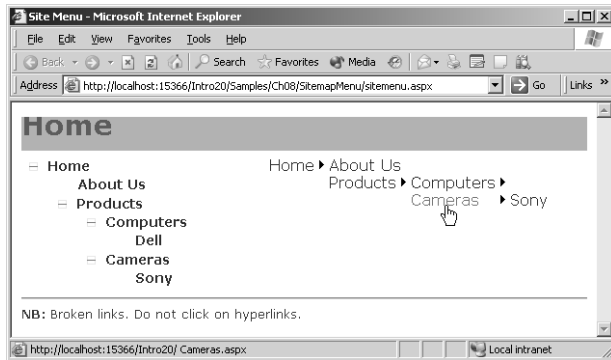 Site Menu - Microsoft Internet Explorer
File Edit View Favorites Tools Help
Back Search Favorites Media
Address http://localhost:15366/Intro20/Samples/Ch08/SitemapMenu/sitemenu.aspx Go Links »
Home
Home
About Us
Products
Computers
Dell
Cameras
Sony
Home About Us
Products Computers
Cameras Sony
NB: Broken links. Do not click on hyperlinks.
http://localhost:15366/Intro20/ Cameras.aspx Local intranet